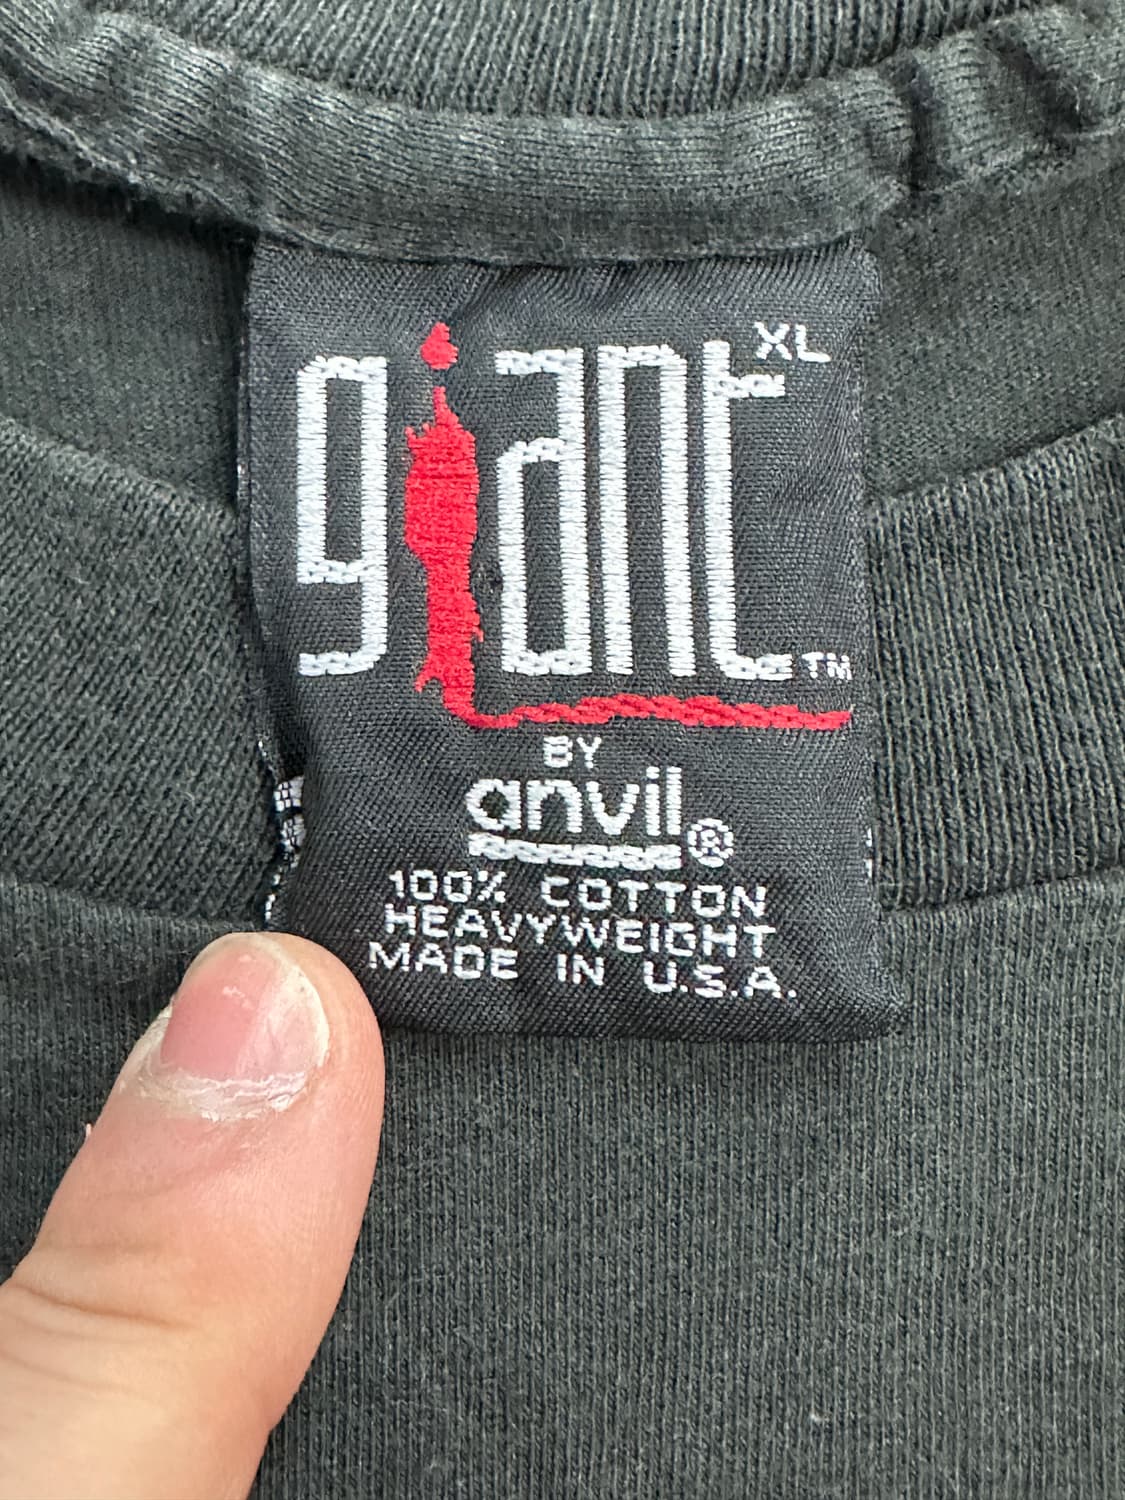 giant XL TM
BY
anvil ®
100% COTTON
HEAVYWEIGHT
MADE IN U.S.A.